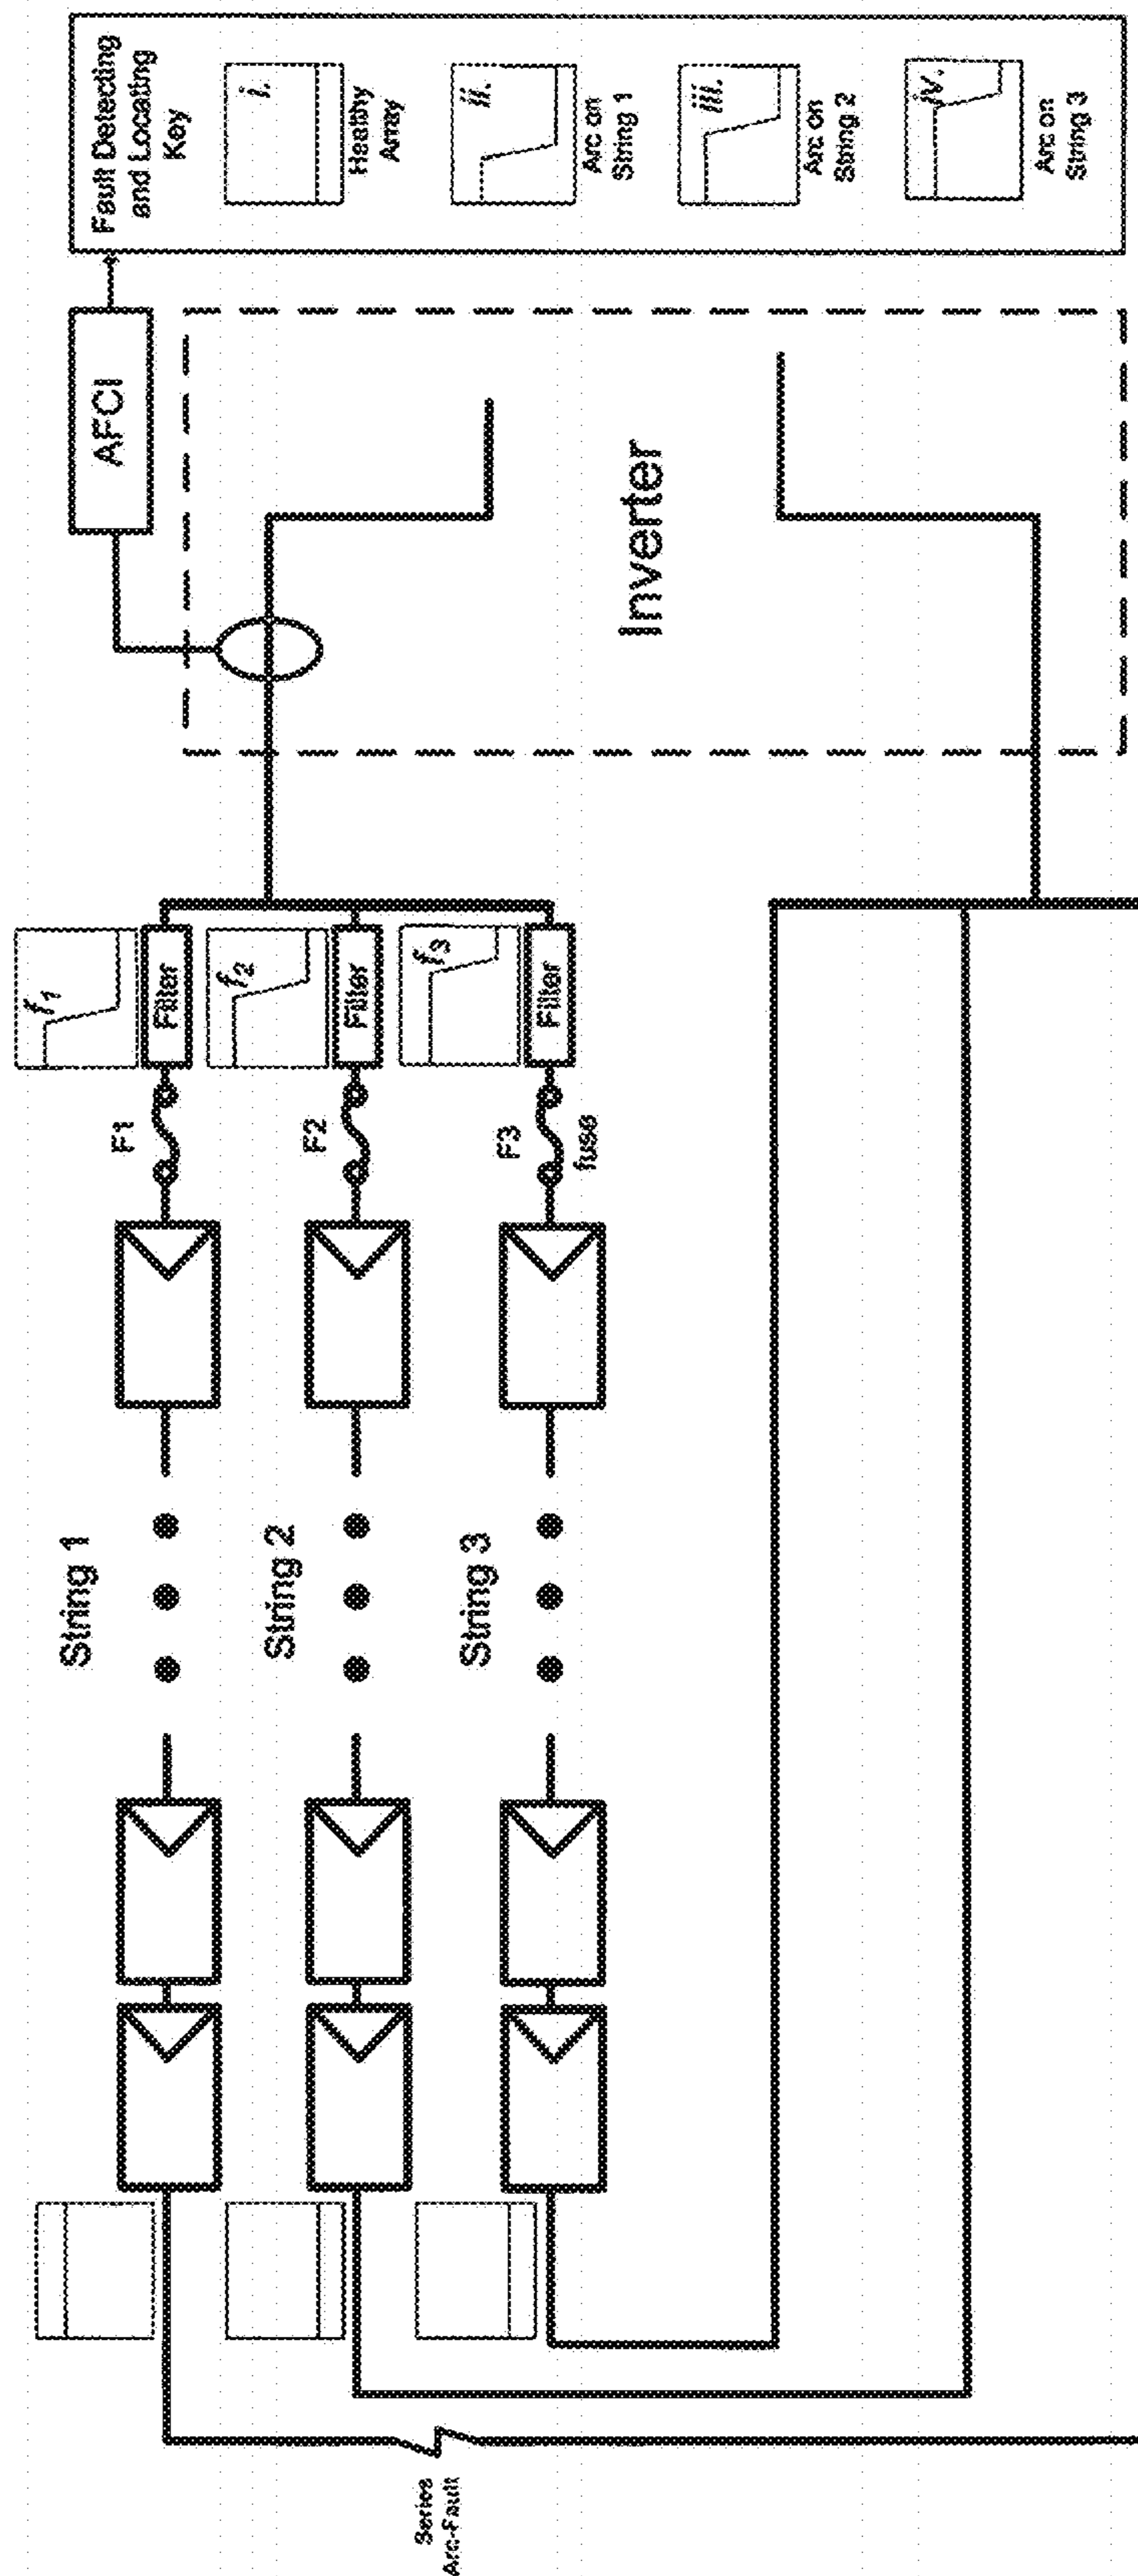 Fault Detecting
and Locating
Key
i.
Healthy
Array
ii.
Arc on
String 1
iii.
Arc on
String 2
iv.
Arc on
String 3
AFCI
Inverter
f1
Filter
f2
Filter
f3
Filter
F1
F2
F3
fuse
String 1
String 2
String 3
Series
Arc-Fault